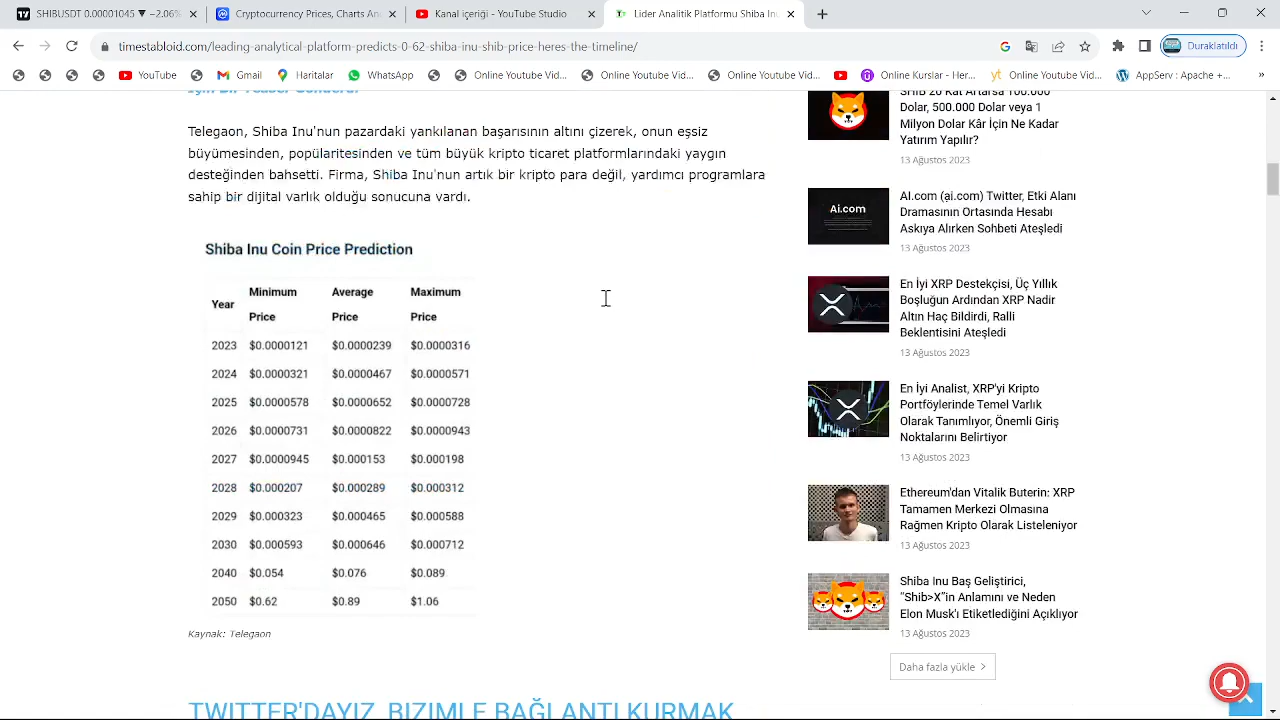 SHIBUSDT 0.00001045 ▼ −2.06%
Cryptocurrency Prices, Charts An
Kanal içeriği - YouTube Studio
Lider Analitik Platformu Shiba Inu
timestabloid.com/leading-analytical-platform-predicts-0-62-shiba-inu-shib-price-heres-the-timeline/
Duraklatıldı
YouTube
Gmail
Haritalar
WhatsApp
Online Youtube Vide...
Online Youtube Vid...
Online
Vid...
Online
- rar...
yt
Online
AppServ : Apache +...
Telegaon, Shiba Inu'nun pazardaki yankılanan başarısının altını çizerek, onun eşsiz
büyümesinden, popülaritesinden ve tüm büyük kripto ticaret platformlarındaki yaygın
desteğinden bahsetti. Firma, Shiba Inu'nun artık bir kripto para değil, yardımcı programlara
sahip bir dijital varlık olduğu sonucuna vardı.
Shiba Inu Coin Price Prediction
Year Minimum Price Average Price Maximum Price
2023 $0.0000121 $0.0000239 $0.0000316
2024 $0.0000321 $0.0000467 $0.0000571
2025 $0.0000578 $0.0000652 $0.0000728
2026 $0.0000731 $0.0000822 $0.0000943
2027 $0.0000945 $0.000153 $0.000198
2028 $0.000207 $0.000289 $0.000312
2029 $0.000323 $0.000465 $0.000588
2030 $0.000593 $0.000646 $0.000712
2040 $0.054 $0.076 $0.089
2050 $0.62 $0.89 $1.06
Kaynak: Telegaon
TWITTER'DAYIZ, BIZIMLE BAĞLANTI KURMAK
Dolar, 500.000 Dolar veya 1
Milyon Dolar Kâr İçin Ne Kadar
Yatırım Yapılır?
13 Ağustos 2023
Ai.com
AI.com (ai.com) Twitter, Etki Alanı
Dramasının Ortasında Hesabı
Askıya Alırken Sohbeti Ateşledi
13 Ağustos 2023
En İyi XRP Destekçisi, Üç Yıllık
Boşluğun Ardından XRP Nadir
Altın Haç Bildirdi, Ralli
Beklentisini Ateşledi
13 Ağustos 2023
En İyi Analist, XRP'yi Kripto
Portföylerinde Temel Varlık
Olarak Tanımlıyor, Önemli Giriş
Noktalarını Belirtiyor
13 Ağustos 2023
Ethereum'dan Vitalik Buterin: XRP
Tamamen Merkezi Olmasına
Rağmen Kripto Olarak Listeleniyor
13 Ağustos 2023
Shiba Inu Baş Geliştiricisi,
"Shib>X"in Anlamını ve Neden
Elon Musk'ı Etiketlediğini Açıklıyor
13 Ağustos 2023
Daha fazla yükle